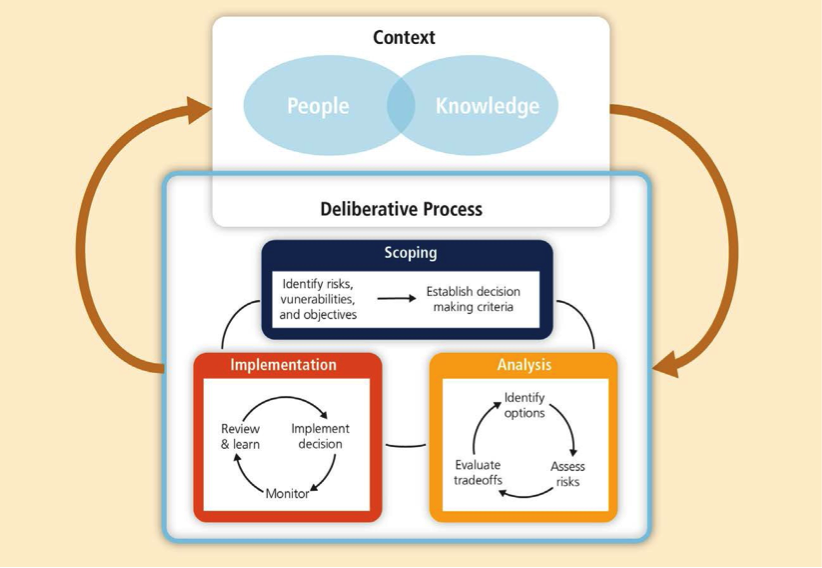 Context
People
Knowledge
Deliberative Process
Scoping
Identify risks,
vunerabilities,
and objectives
Establish decision
making criteria
Implementation
Review
& learn
Implement
decision
Monitor
Analysis
Identify
options
Assess
risks
Evaluate
tradeoffs